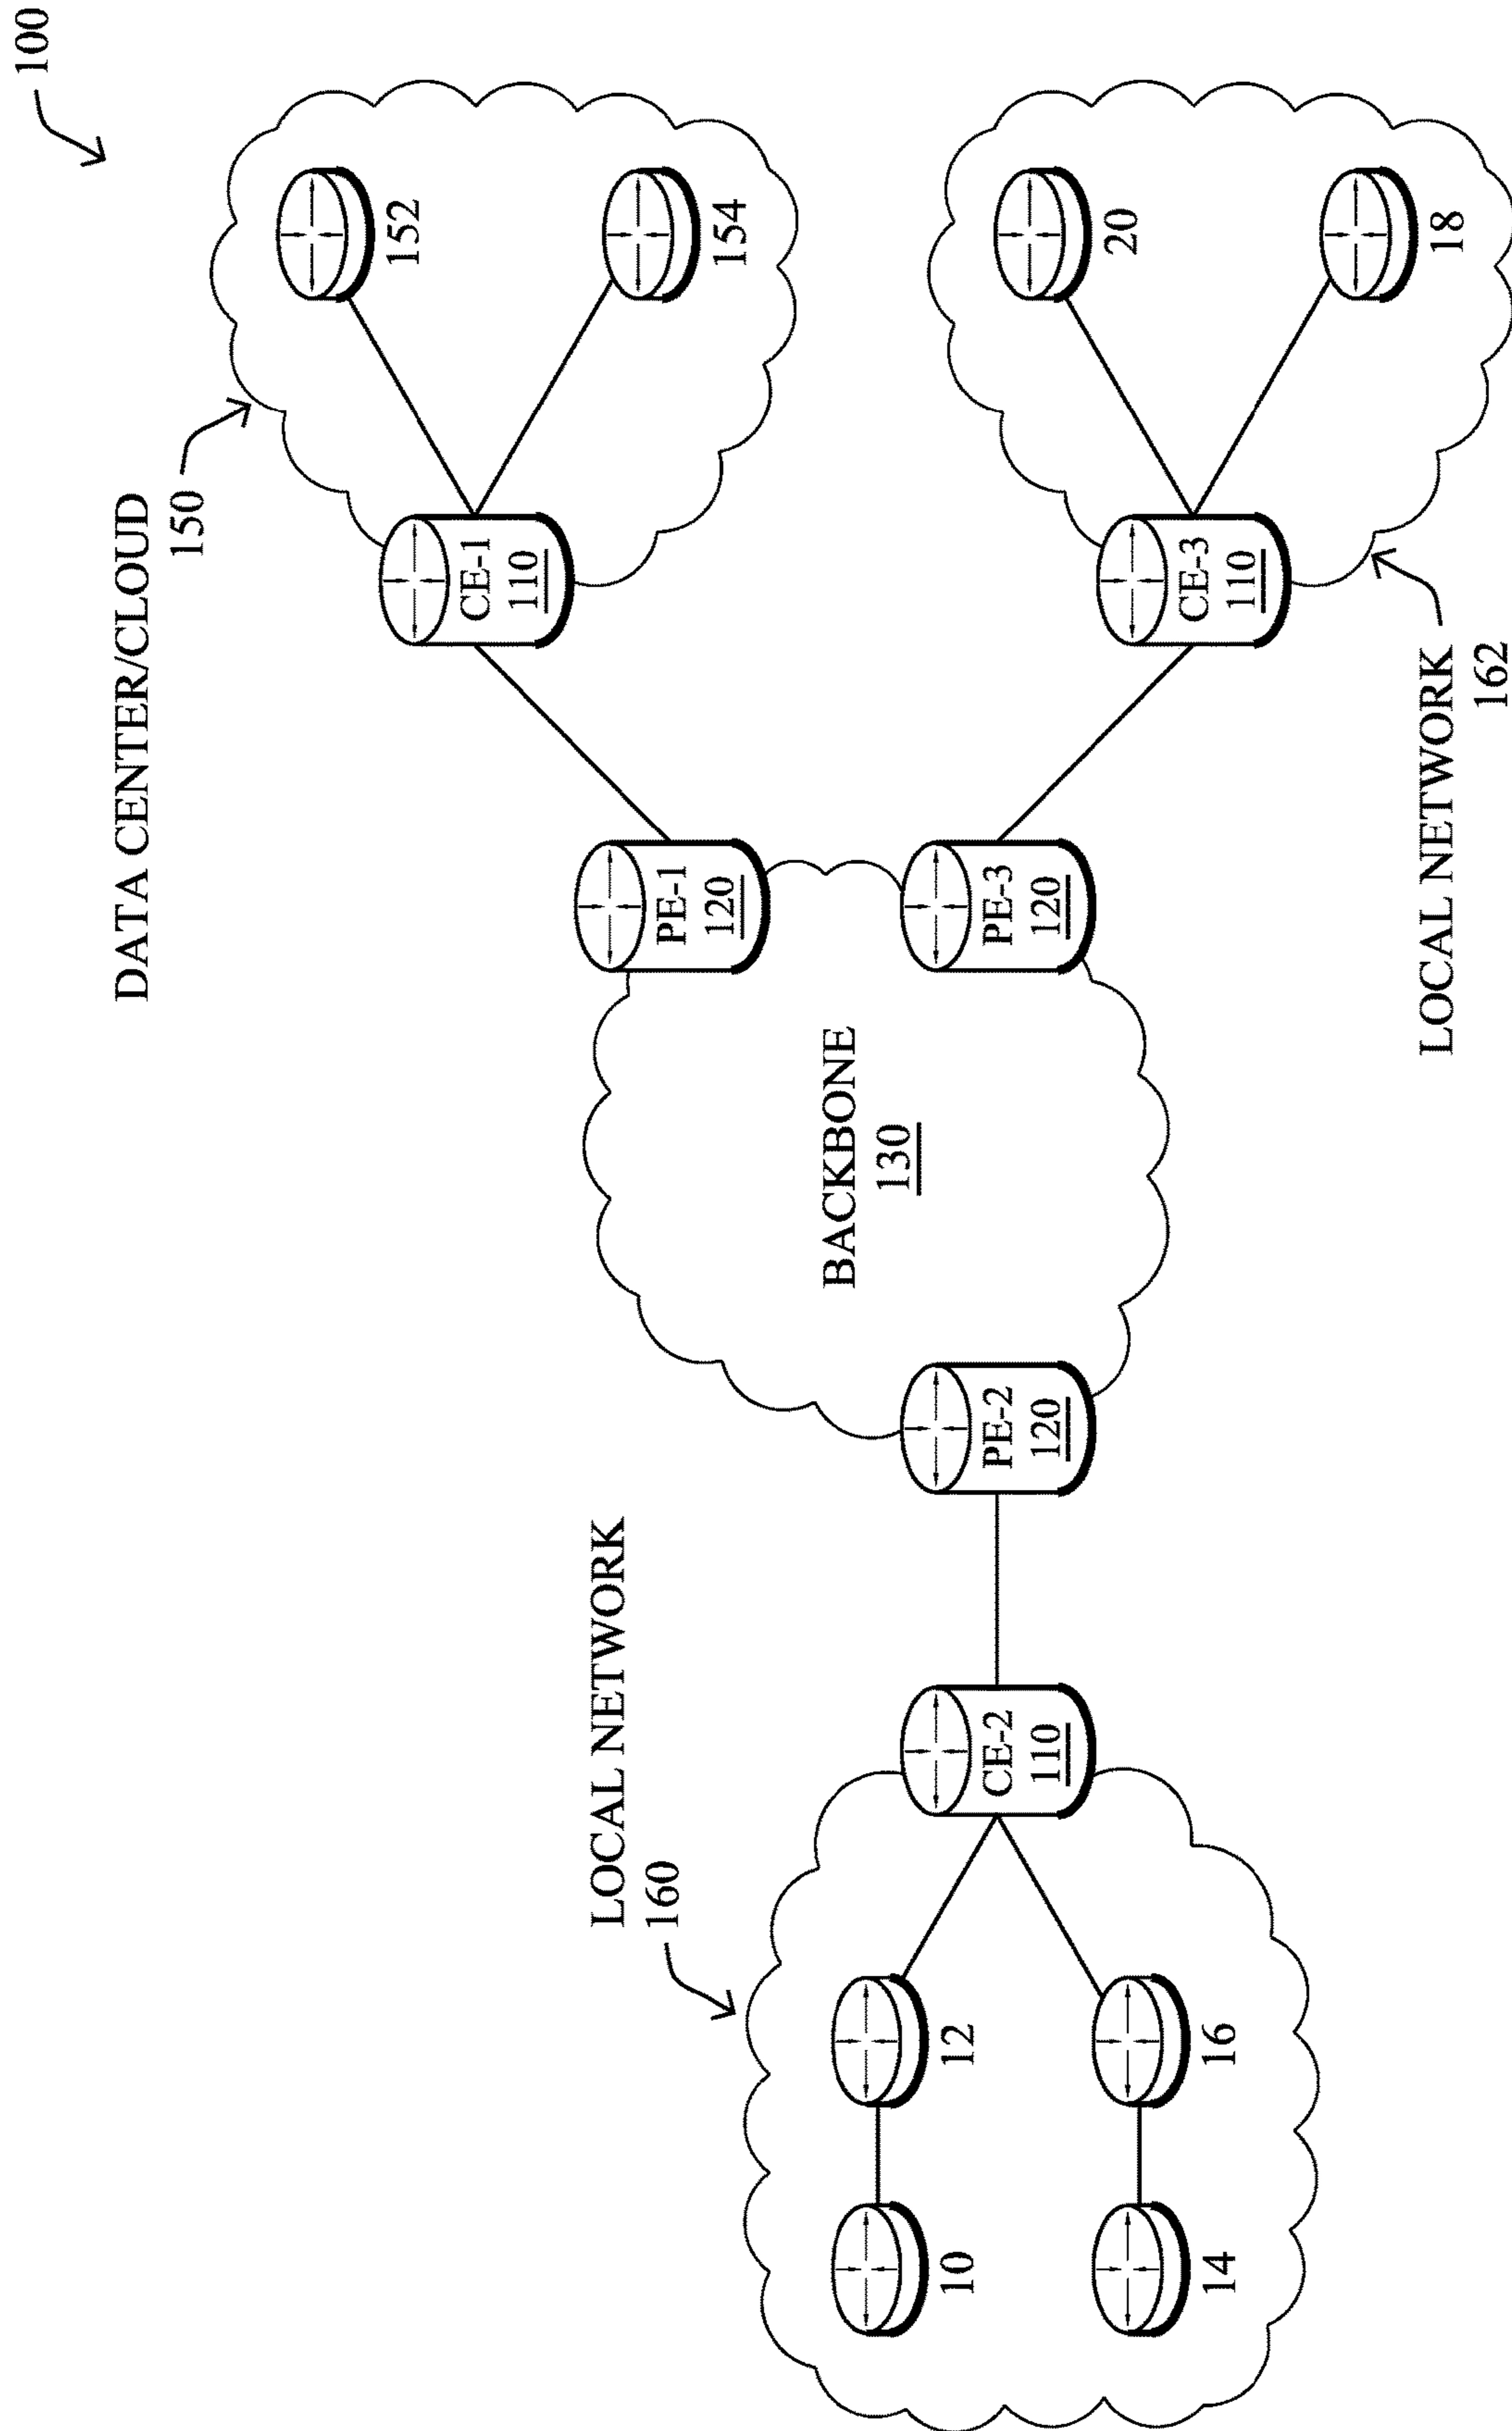 100
DATA CENTER/CLOUD
150
152
154
CE-1
110
PE-1
120
LOCAL NETWORK
160
BACKBONE
130
10
12
CE-2
110
PE-2
120
PE-3
120
14
16
CE-3
110
20
18
LOCAL NETWORK
162